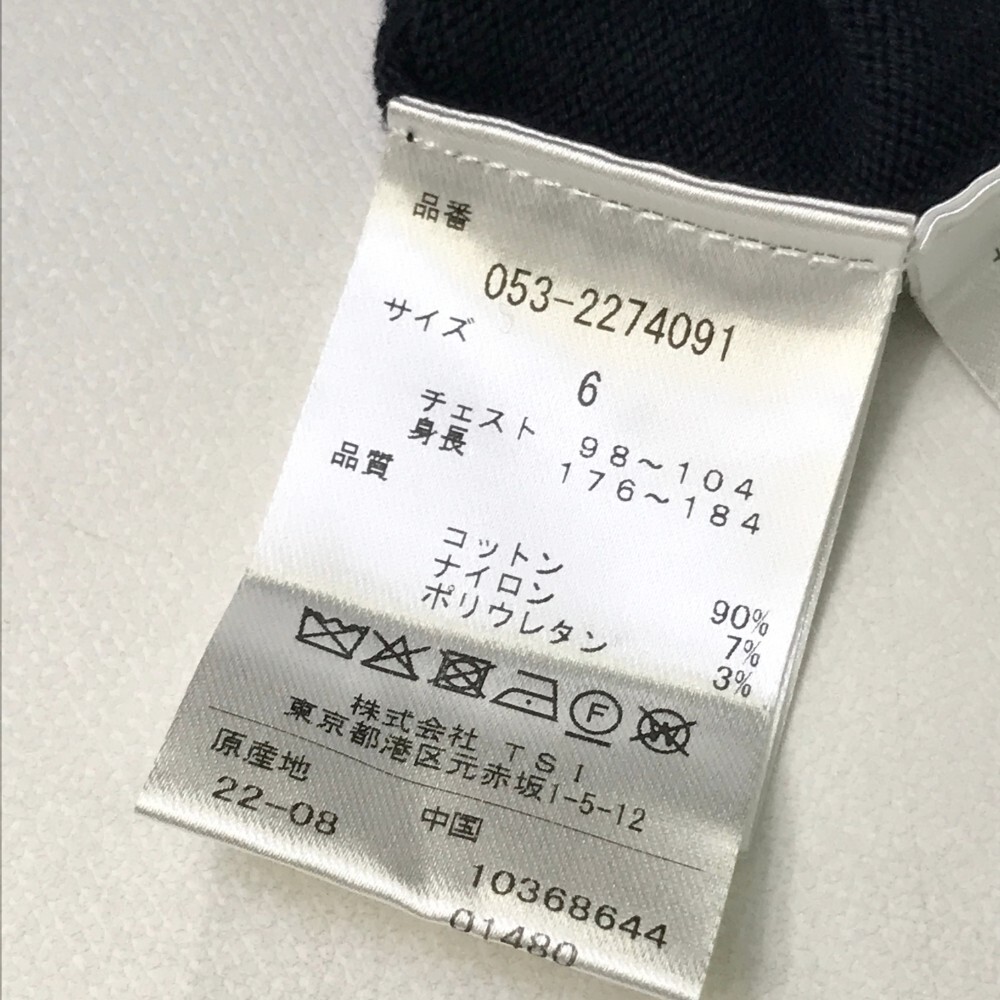 品番
053-2274091
サイズ
6
チェスト 98～104
身長 176～184
品質
コットン 90%
ナイロン 7%
ポリウレタン 3%
F
W
株式会社 TSI
東京都港区元赤坂1-5-12
原産地 中国
22-08
10368644
01480